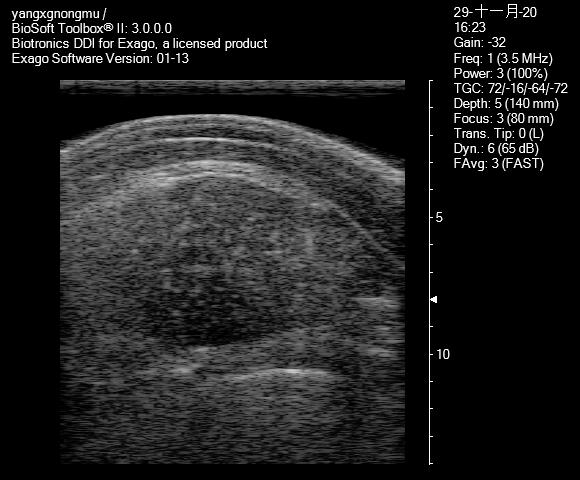 yangxgnongmu /
BioSoft Toolbox® II: 3.0.0.0
Biotronics DDI for Exago, a licensed product
Exago Software Version: 01-13
29-十一月-20
16:23
Gain: -32
Freq: 1 (3.5 MHz)
Power: 3 (100%)
TGC: 72/-16/-64/-72
Depth: 5 (140 mm)
Focus: 3 (80 mm)
Trans. Tip: 0 (L)
Dyn.: 6 (65 dB)
FAvg: 3 (FAST)
5
10